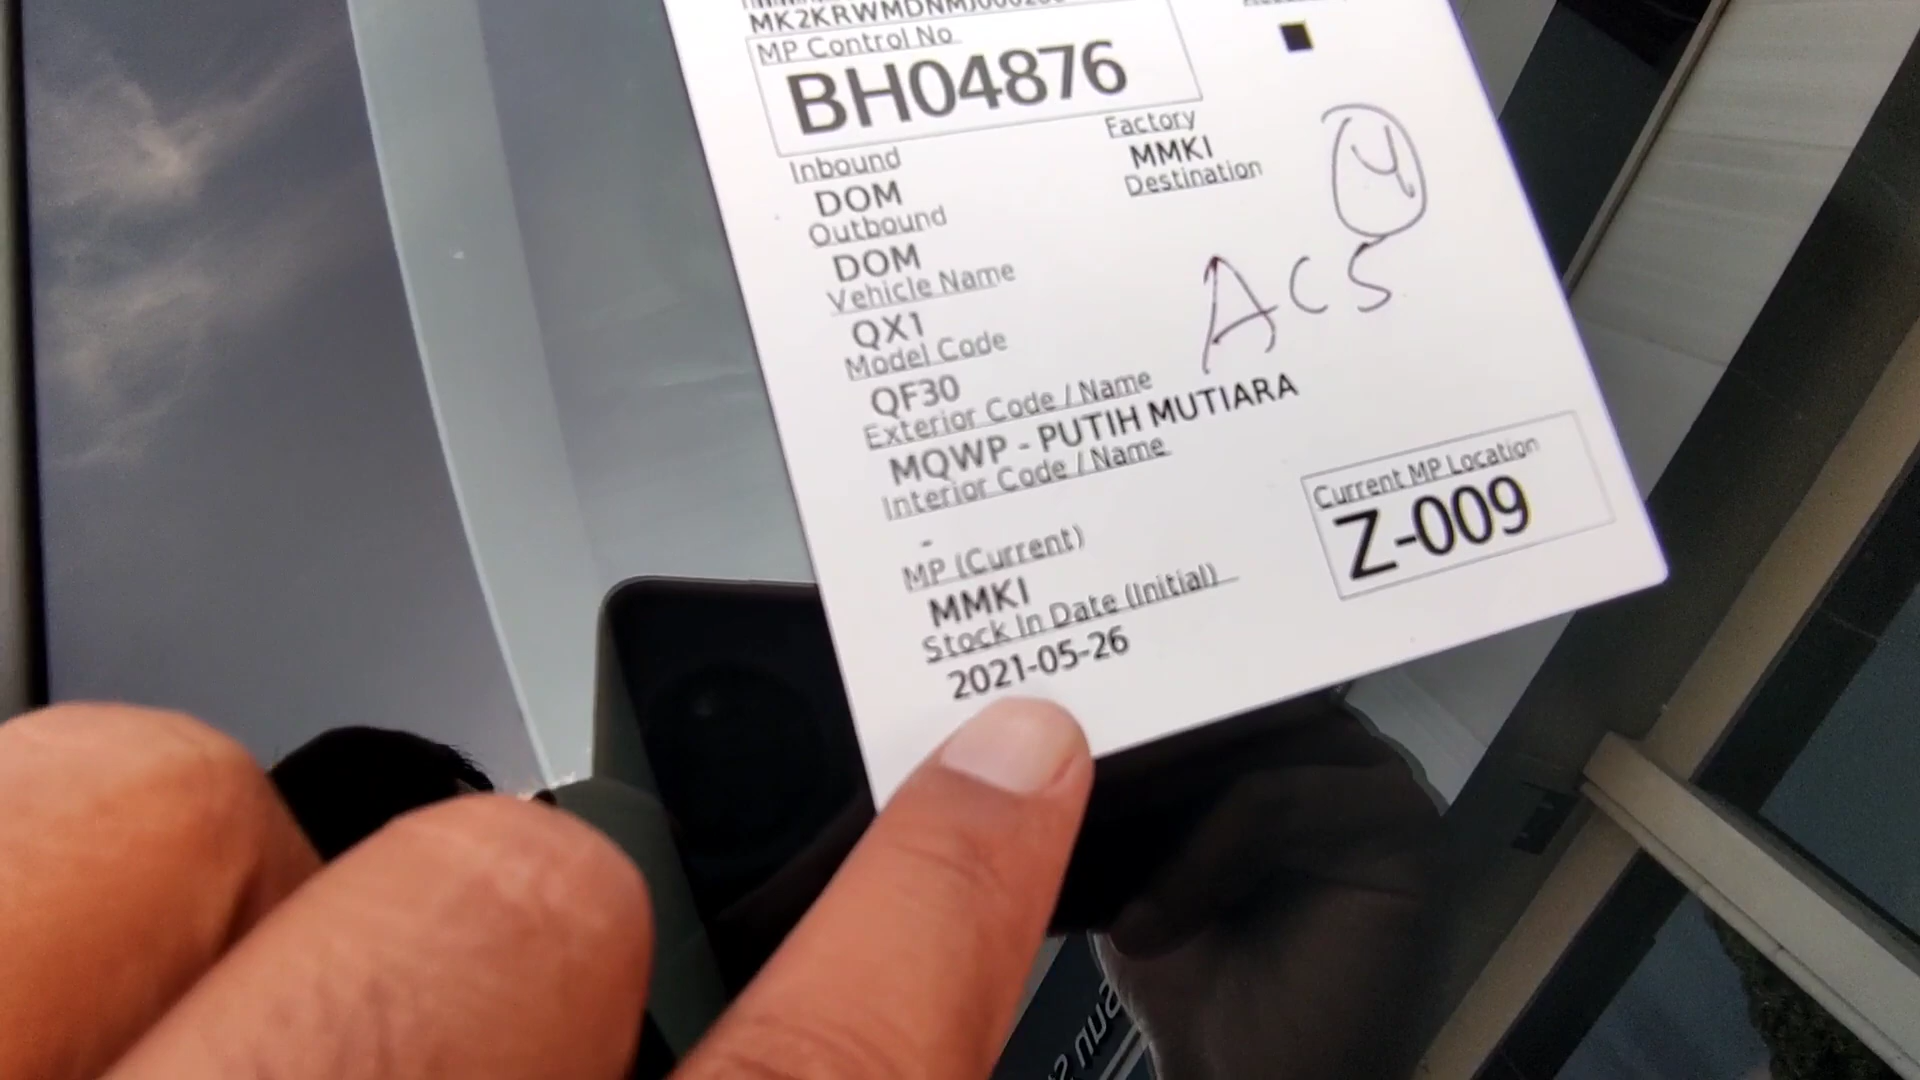 MP Control No
BH04876
Inbound
DOM
Factory
MMKI
Outbound
DOM
Destination
Vehicle Name
QX1
Model Code
QF30
Exterior Code / Name
MQWP - PUTIH MUTIARA
Interior Code / Name
-
MP (Current)
MMKI
Stock In Date (Initial)
2021-05-26
Current MP Location
Z-009
ACS